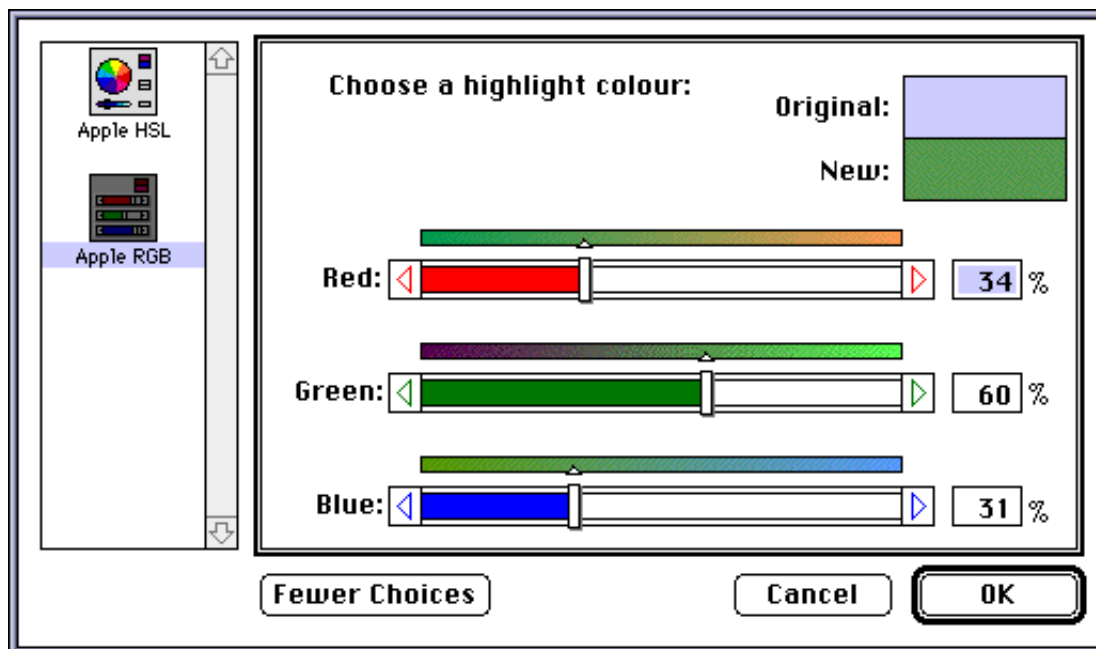 Apple HSL
Apple RGB
Choose a highlight colour:
Original:
New:
Red: 34 %
Green: 60 %
Blue: 31 %
Fewer Choices
Cancel
OK